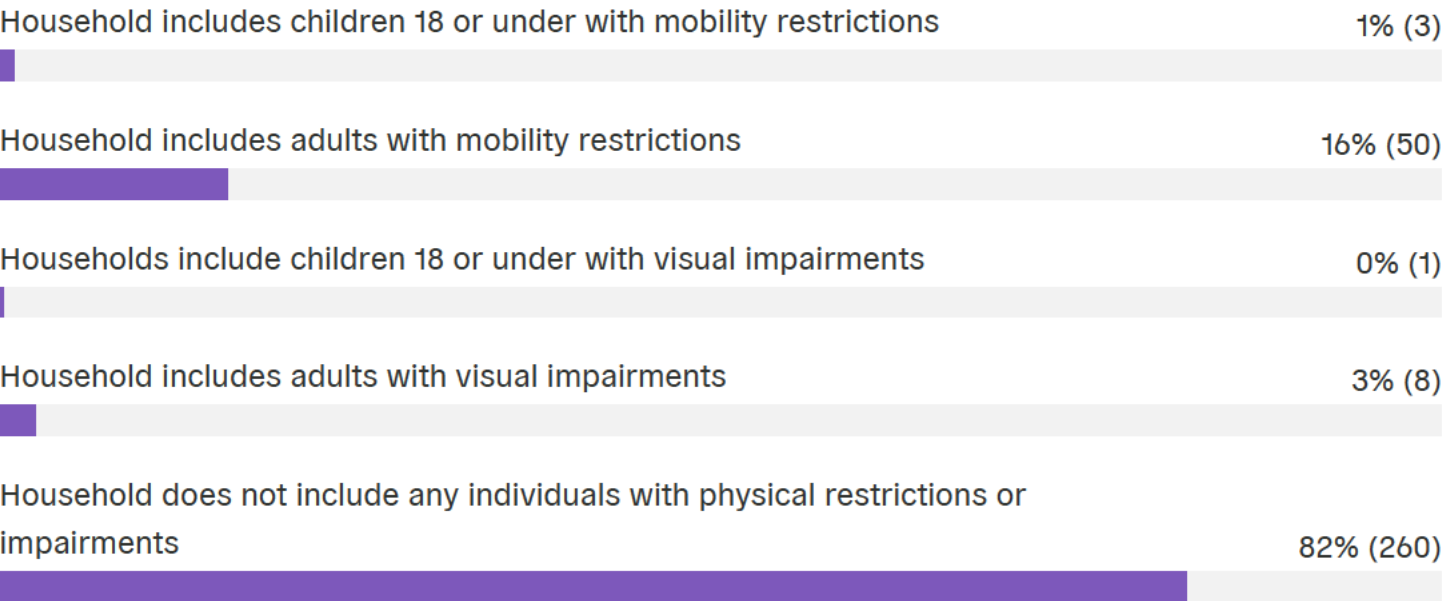 Household includes children 18 or under with mobility restrictions 1% (3)
Household includes adults with mobility restrictions 16% (50)
Households include children 18 or under with visual impairments 0% (1)
Household includes adults with visual impairments 3% (8)
Household does not include any individuals with physical restrictions or
impairments 82% (260)